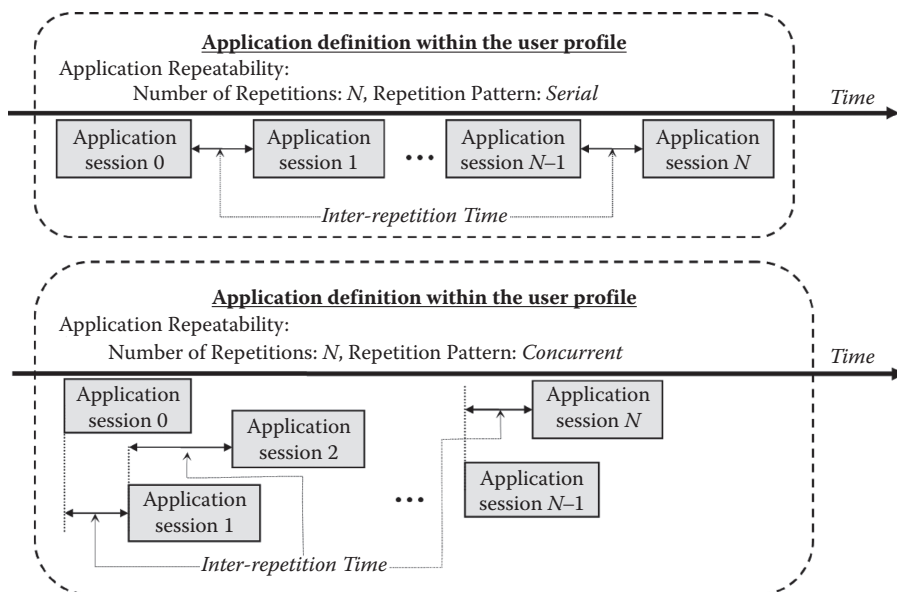 Application definition within the user profile
Application Repeatability:
Number of Repetitions: N, Repetition Pattern: Serial
Time
Application
session 0
Application
session 1
...
Application
session N–1
Application
session N
Inter-repetition Time
Application definition within the user profile
Application Repeatability:
Number of Repetitions: N, Repetition Pattern: Concurrent
Time
Application
session 0
Application
session 2
Application
session 1
...
Application
session N
Application
session N–1
Inter-repetition Time